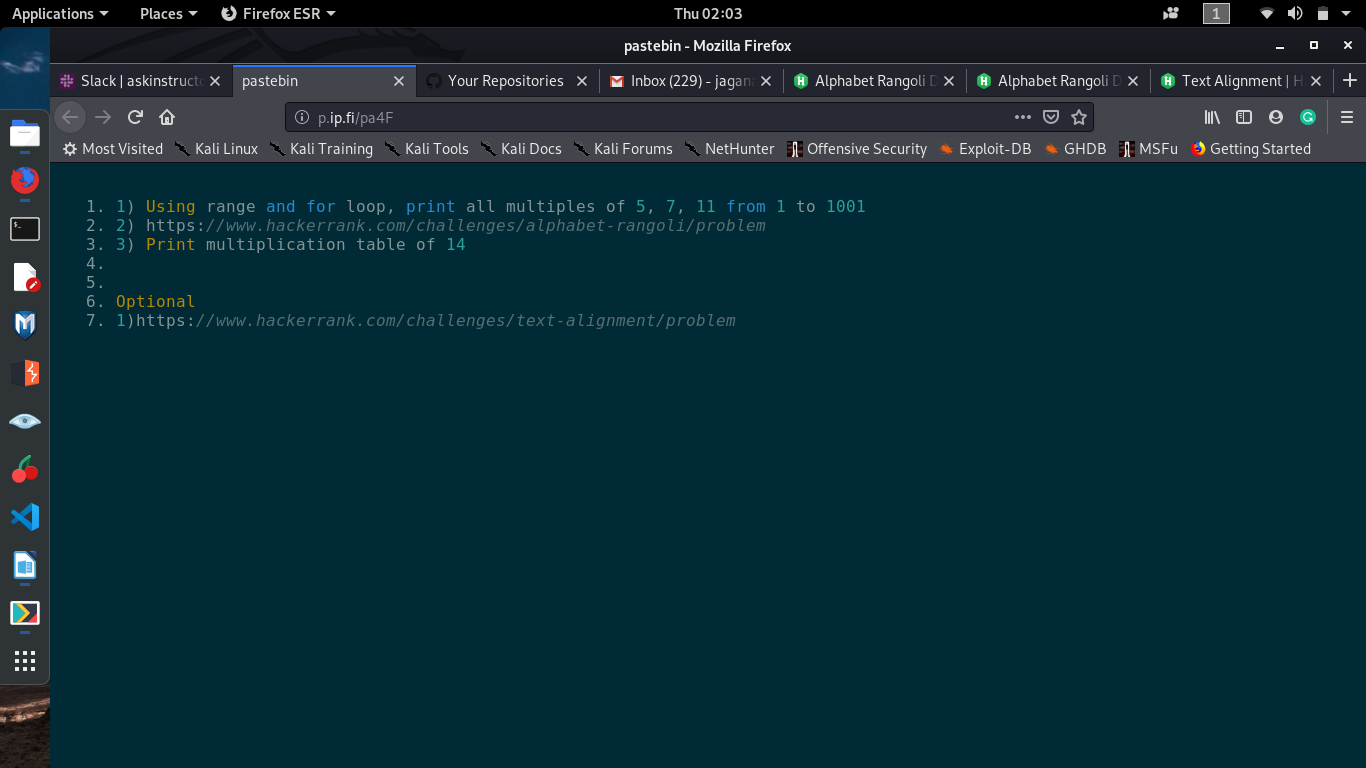 Applications Places Firefox ESR Thu 02:03 1
pastebin - Mozilla Firefox
Slack | askinstructo pastebin Your Repositories Inbox (229) - jagana Alphabet Rangoli D Alphabet Rangoli D Text Alignment | H
p.ip.fi/pa4F
Most Visited Kali Linux Kali Training Kali Tools Kali Docs Kali Forums NetHunter Offensive Security Exploit-DB GHDB MSFu Getting Started
1. 1) Using range and for loop, print all multiples of 5, 7, 11 from 1 to 1001
2. 2) https://www.hackerrank.com/challenges/alphabet-rangoli/problem
3. 3) Print multiplication table of 14
4.
5.
6. Optional
7. 1)https://www.hackerrank.com/challenges/text-alignment/problem